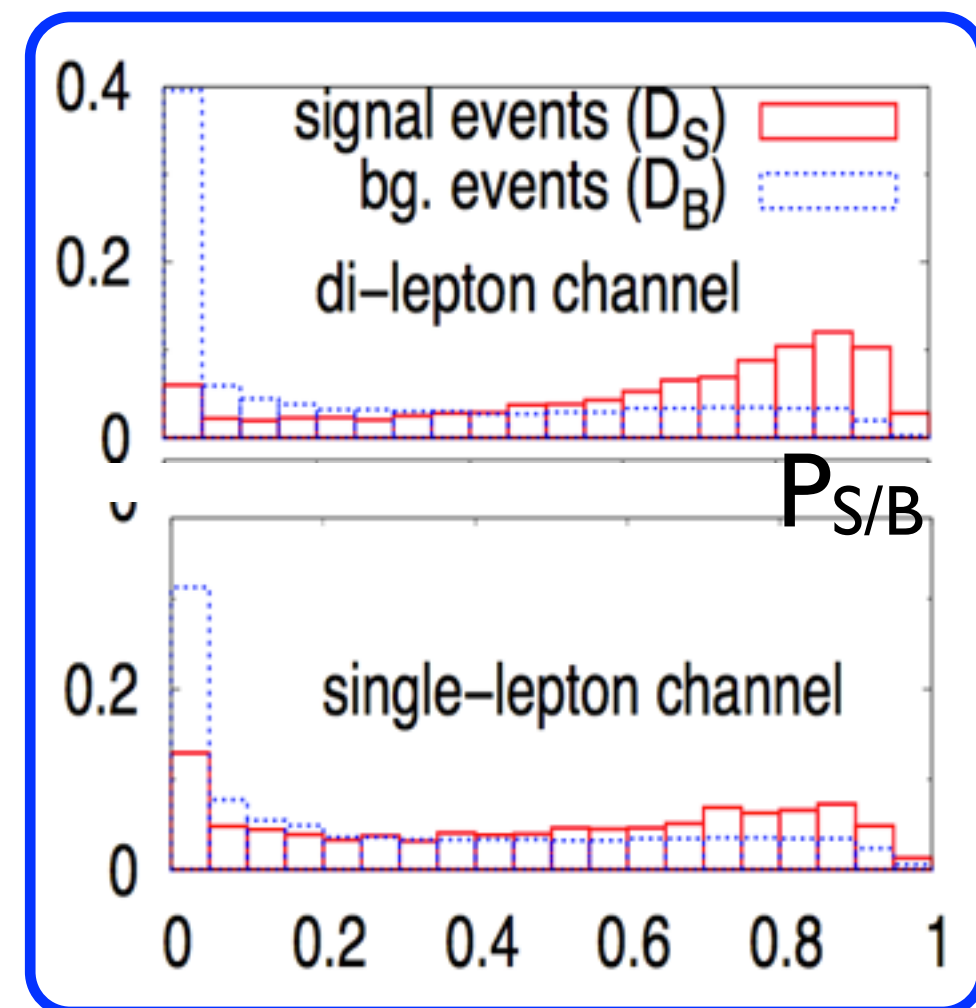 0.4
signal events (D_S)
bg. events (D_B)
0.2
di–lepton channel
0
P_S/B
0.2
single–lepton channel
0
0 0.2 0.4 0.6 0.8 1